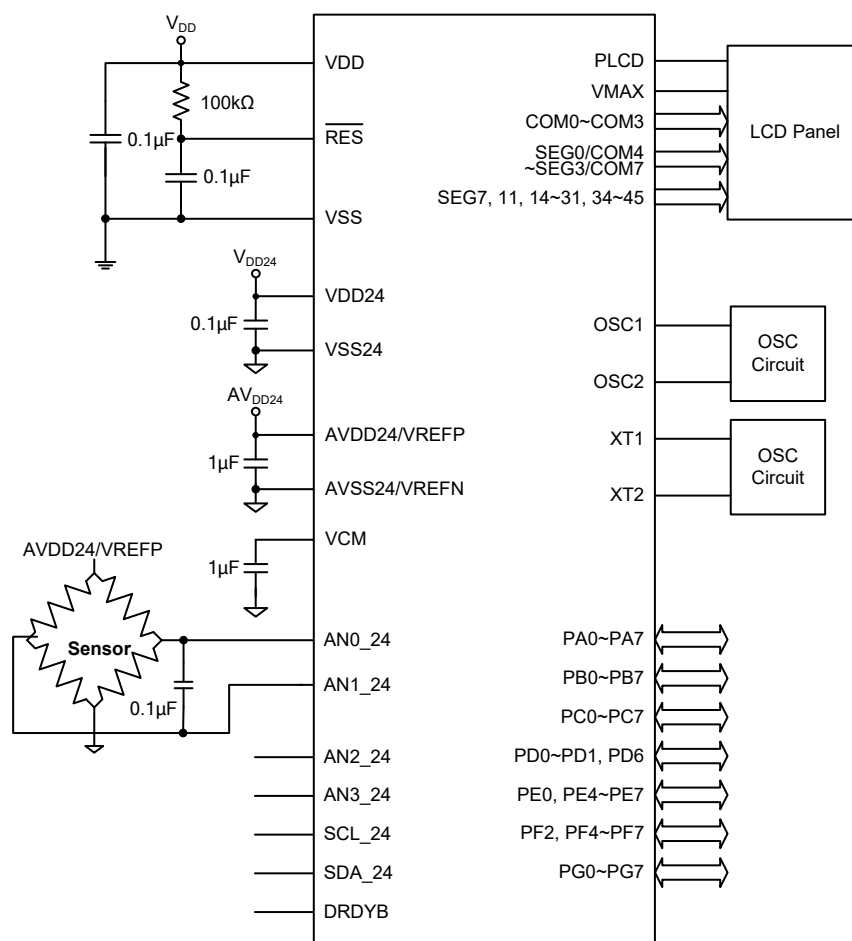 VDD
VDD
100kΩ
RES
0.1µF
0.1µF
VSS
VDD24
VDD24
0.1µF
VSS24
AVDD24
AVDD24/VREFP
1µF
AVSS24/VREFN
VCM
1µF
AVDD24/VREFP
Sensor
AN0_24
0.1µF
AN1_24
AN2_24
AN3_24
SCL_24
SDA_24
DRDYB
PLCD
VMAX
COM0~COM3
SEG0/COM4
~SEG3/COM7
SEG7, 11, 14~31, 34~45
LCD Panel
OSC1
OSC2
OSC
Circuit
XT1
XT2
OSC
Circuit
PA0~PA7
PB0~PB7
PC0~PC7
PD0~PD1, PD6
PE0, PE4~PE7
PF2, PF4~PF7
PG0~PG7